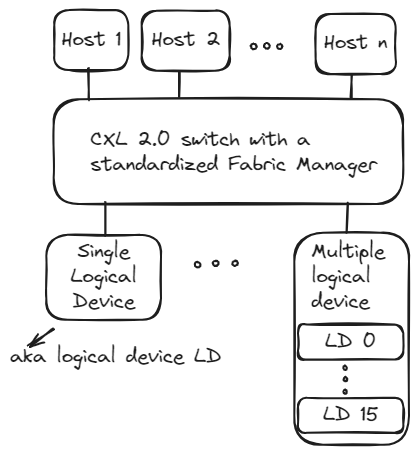 Host 1
Host 2
Host n
CXL 2.0 switch with a
standardized Fabric Manager
Single
Logical
Device
Multiple
logical
device
aka logical device LD
LD 0
LD 15